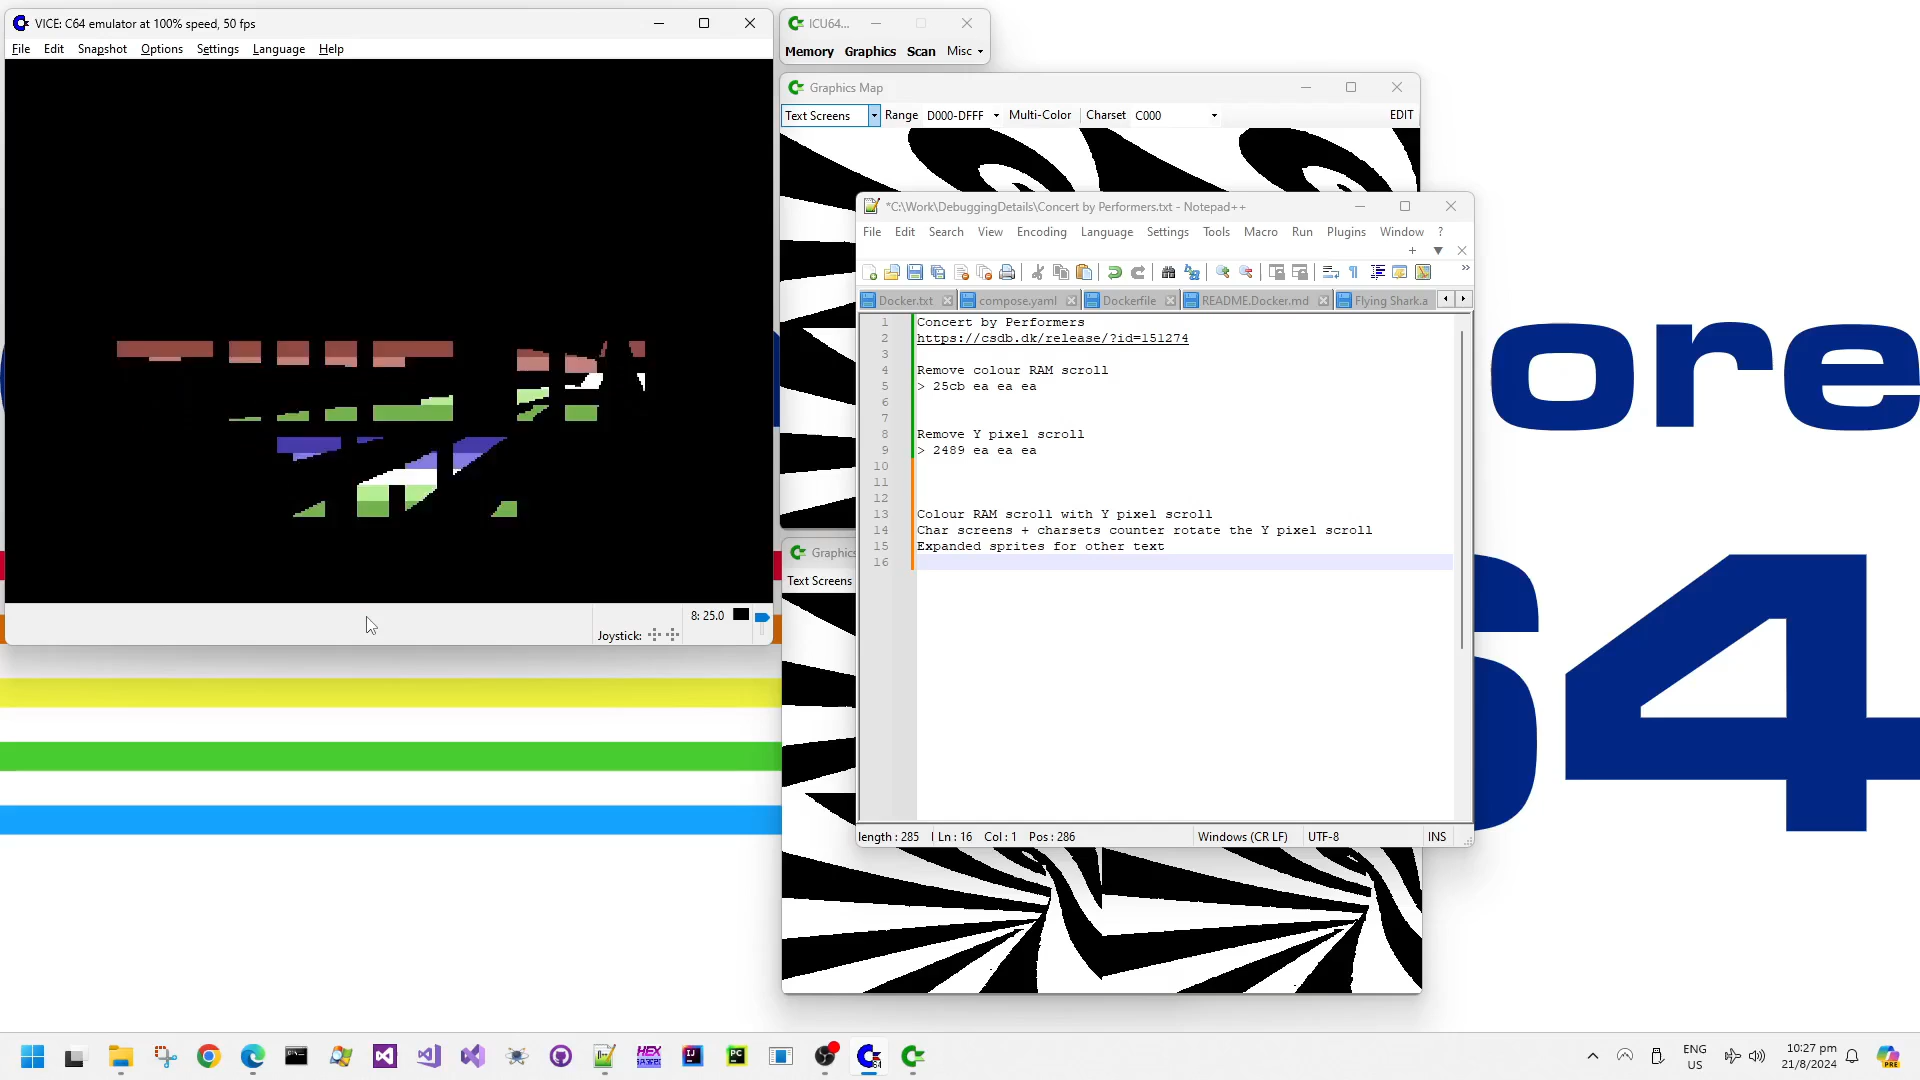 VICE: C64 emulator at 100% speed, 50 fps
File Edit Snapshot Options Settings Language Help
8: 25.0
Joystick:
ICU64...
Memory Graphics Scan Misc
Graphics Map
Text Screens Range D000-DFFF Multi-Color Charset C000 EDIT
*C:\Work\DebuggingDetails\Concert by Performers.txt - Notepad++
File Edit Search View Encoding Language Settings Tools Macro Run Plugins Window ?
Docker.txt compose.yaml Dockerfile README.Docker.md Flying Shark.a
1 Concert by Performers
2 https://csdb.dk/release/?id=151274
3
4 Remove colour RAM scroll
5 > 25cb ea ea ea
6
7
8 Remove Y pixel scroll
9 > 2489 ea ea ea
10
11
12
13 Colour RAM scroll with Y pixel scroll
14 Char screens + charsets counter rotate the Y pixel scroll
15 Expanded sprites for other text
16
length : 285 l Ln : 16 Col : 1 Pos : 286 Windows (CR LF) UTF-8 INS
Graphics
Text Screens
ore
64
HEX
IJ
PC
64
ENG
US
10:27 pm
21/8/2024
PRE